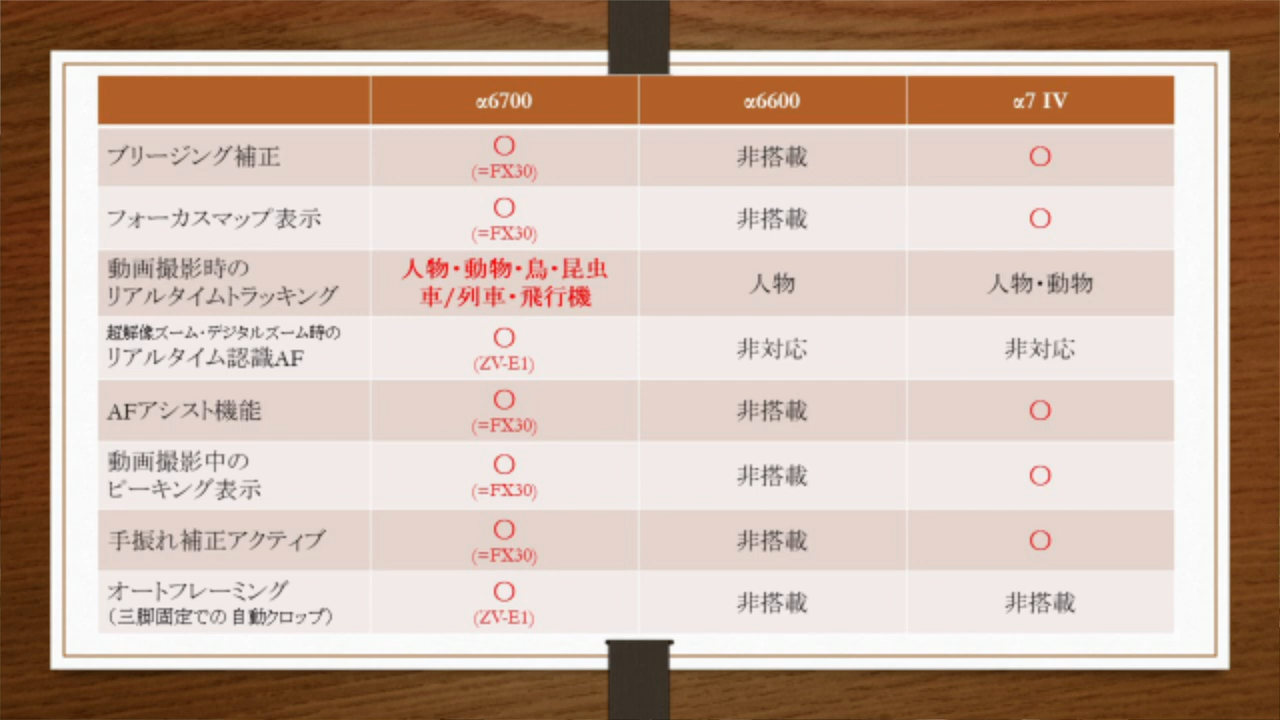 α6700 α6600 α7 IV
ブリージング補正 〇 非搭載 〇
(=FX30)
フォーカスマップ表示 〇 非搭載 〇
(=FX30)
動画撮影時の 人物・動物・鳥・昆虫 人物 人物・動物
リアルタイムトラッキング 車/列車・飛行機
超解像ズーム・デジタルズーム時の 〇 非対応 非対応
リアルタイム認識AF (ZV-E1)
AFアシスト機能 〇 非搭載 〇
(=FX30)
動画撮影中の 〇 非搭載 〇
ピーキング表示 (=FX30)
手振れ補正アクティブ 〇 非搭載 〇
(=FX30)
オートフレーミング 〇 非搭載 非搭載
(三脚固定での自動クロップ) (ZV-E1)